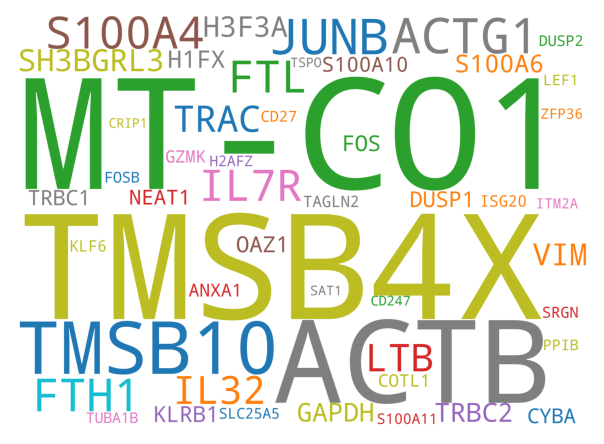 S100A4 H3F3A JUNB ACTG1 DUSP2
SH3BGRL3 H1FX FTL TSPO S100A10 S100A6 LEF1
MT-CO1
CRIP1 TRAC CD27 FOS ZFP36
GZMK H2AFZ
FOSB
TRBC1 NEAT1 IL7R TAGLN2 DUSP1 ISG20 ITM2A
TMSB4X
KLF6 OAZ1 VIM
ANXA1 SAT1 CD247 SRGN
TMSB10 ACTB LTB PPIB
COTL1
FTH1 IL32
TUBA1B KLRB1 SLC25A5 GAPDH S100A11 TRBC2 CYBA